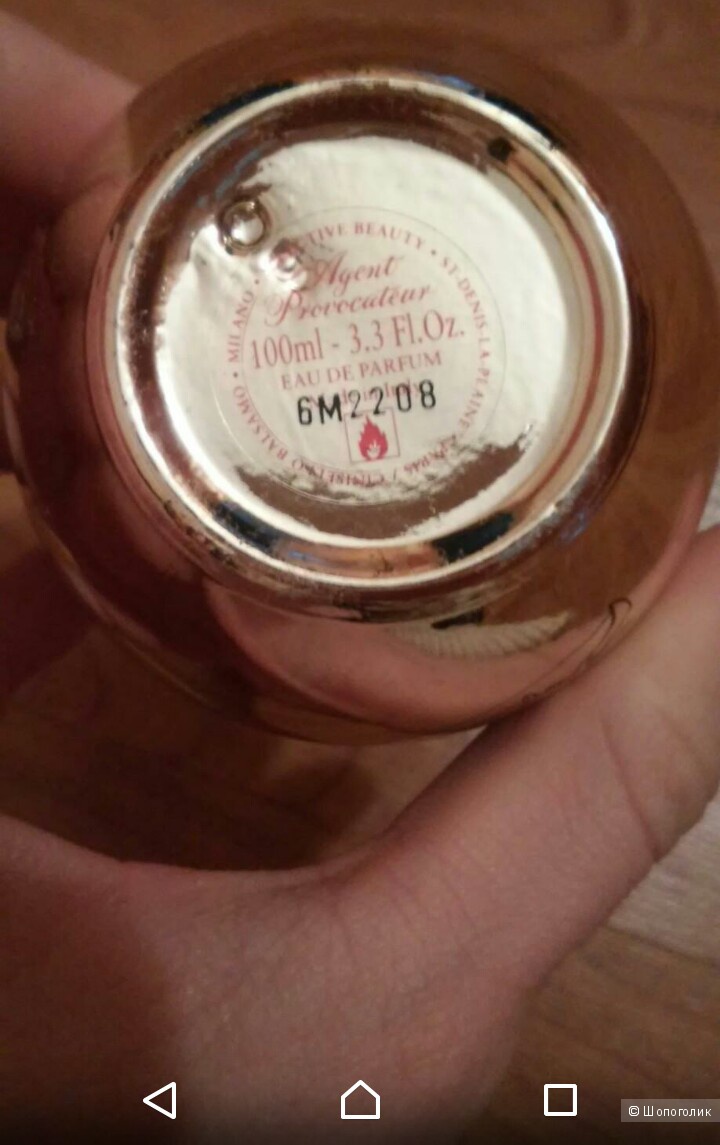 BEAUTY • ST-DENIS-LA-PLAINE
BALSAMO • MILANO •
Agent
Provocateur
100ml - 3.3 Fl.Oz.
EAU DE PARFUM
6M2208
© Шопоголик